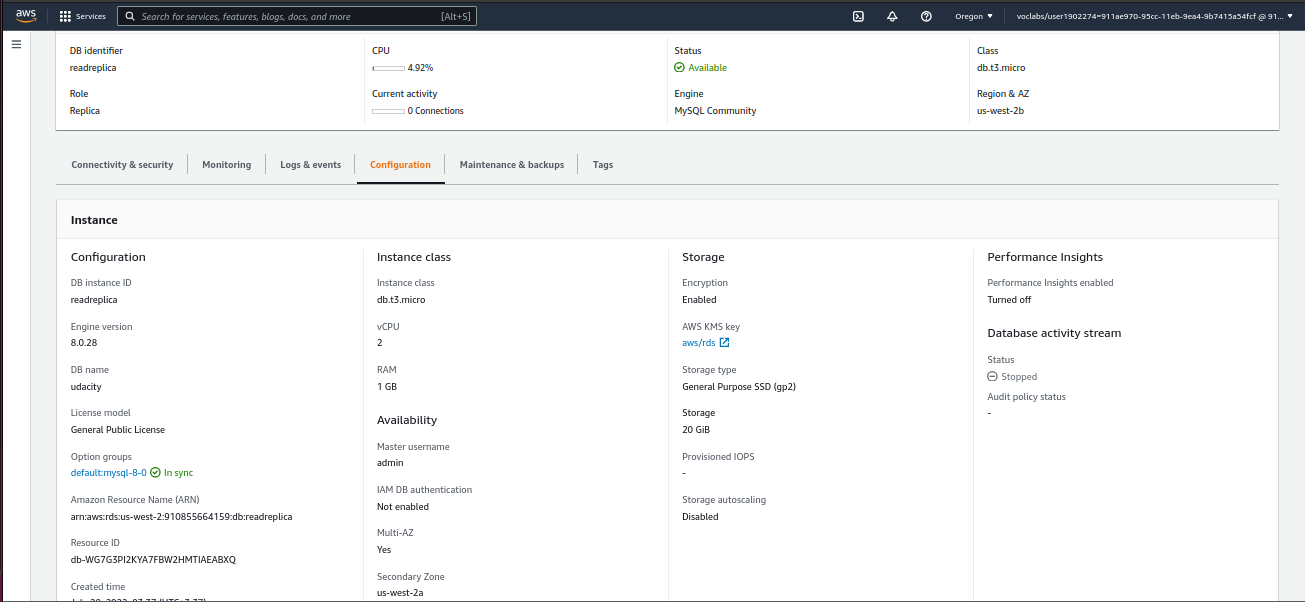 aws
Services
Search for services, features, blogs, docs, and more
[Alt+S]
Oregon
voclabs/user1902274=911ae970-95cc-11eb-9ea4-9b7415a54fcf @ 91...
DB identifier
readreplica
CPU
4.92%
Status
Available
Class
db.t3.micro
Role
Replica
Current activity
0 Connections
Engine
MySQL Community
Region & AZ
us-west-2b
Connectivity & security
Monitoring
Logs & events
Configuration
Maintenance & backups
Tags
Instance
Configuration
DB instance ID
readreplica
Engine version
8.0.28
DB name
udacity
License model
General Public License
Option groups
default:mysql-8-0 In sync
Amazon Resource Name (ARN)
arn:aws:rds:us-west-2:910855664159:db:readreplica
Resource ID
db-WG7G3PI2KYA7FBW2HMTIAEABXQ
Created time
Instance class
Instance class
db.t3.micro
vCPU
2
RAM
1 GB
Availability
Master username
admin
IAM DB authentication
Not enabled
Multi-AZ
Yes
Secondary Zone
us-west-2a
Storage
Encryption
Enabled
AWS KMS key
aws/rds
Storage type
General Purpose SSD (gp2)
Storage
20 GiB
Provisioned IOPS
-
Storage autoscaling
Disabled
Performance Insights
Performance Insights enabled
Turned off
Database activity stream
Status
Stopped
Audit policy status
-